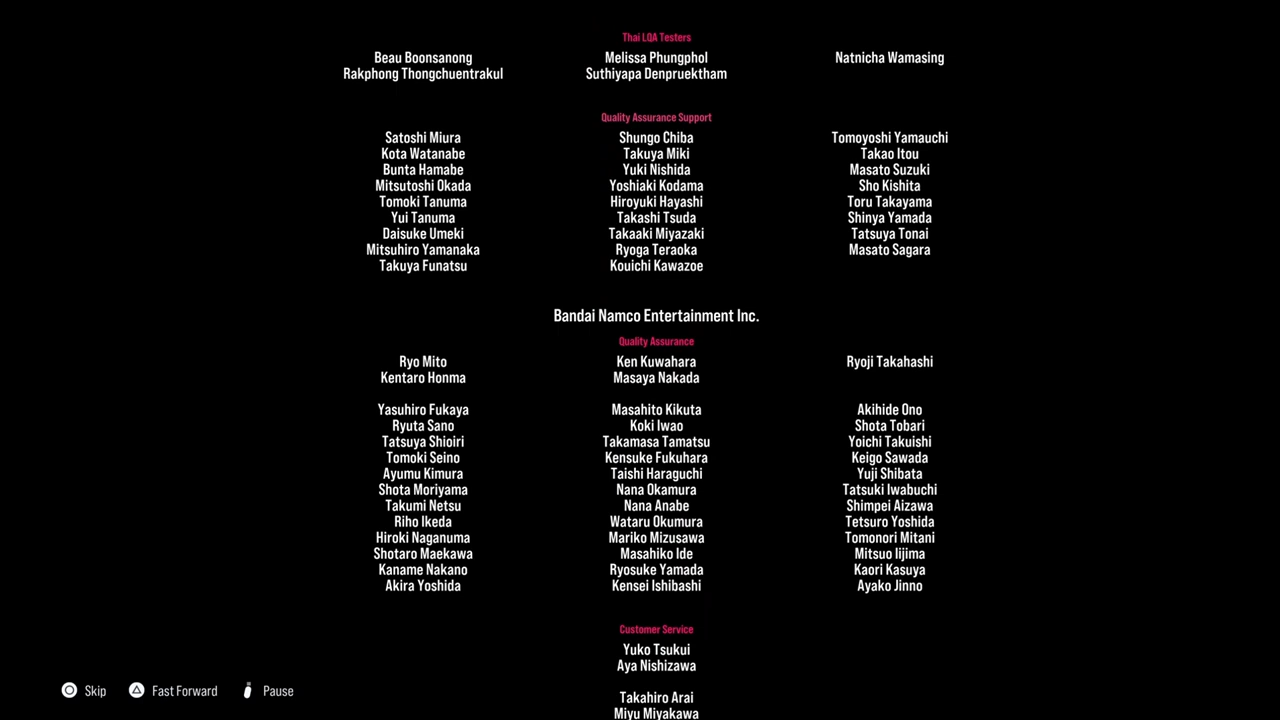 Thai LQA Testers
Beau Boonsanong Melissa Phungphol Natnicha Wamasing
Rakphong Thongchuentrakul Suthiyapa Denpruektham
Quality Assurance Support
Satoshi Miura Shungo Chiba Tomoyoshi Yamauchi
Kota Watanabe Takuya Miki Takao Itou
Bunta Hamabe Yuki Nishida Masato Suzuki
Mitsutoshi Okada Yoshiaki Kodama Sho Kishita
Tomoki Tanuma Hiroyuki Hayashi Toru Takayama
Yui Tanuma Takashi Tsuda Shinya Yamada
Daisuke Umeki Takaaki Miyazaki Tatsuya Tonai
Mitsuhiro Yamanaka Ryoga Teraoka Masato Sagara
Takuya Funatsu Kouichi Kawazoe
Bandai Namco Entertainment Inc.
Quality Assurance
Ryo Mito Ken Kuwahara Ryoji Takahashi
Kentaro Honma Masaya Nakada
Yasuhiro Fukaya Masahito Kikuta Akihide Ono
Ryuta Sano Koki Iwao Shota Tobari
Tatsuya Shioiri Takamasa Tamatsu Yoichi Takuishi
Tomoki Seino Kensuke Fukuhara Keigo Sawada
Ayumu Kimura Taishi Haraguchi Yuji Shibata
Shota Moriyama Nana Okamura Tatsuki Iwabuchi
Takumi Netsu Nana Anabe Shimpei Aizawa
Riho Ikeda Wataru Okumura Tetsuro Yoshida
Hiroki Naganuma Mariko Mizusawa Tomonori Mitani
Shotaro Maekawa Masahiko Ide Mitsuo Iijima
Kaname Nakano Ryosuke Yamada Kaori Kasuya
Akira Yoshida Kensei Ishibashi Ayako Jinno
Customer Service
Yuko Tsukui
Aya Nishizawa
Takahiro Arai
Miyu Miyakawa
Skip Fast Forward Pause